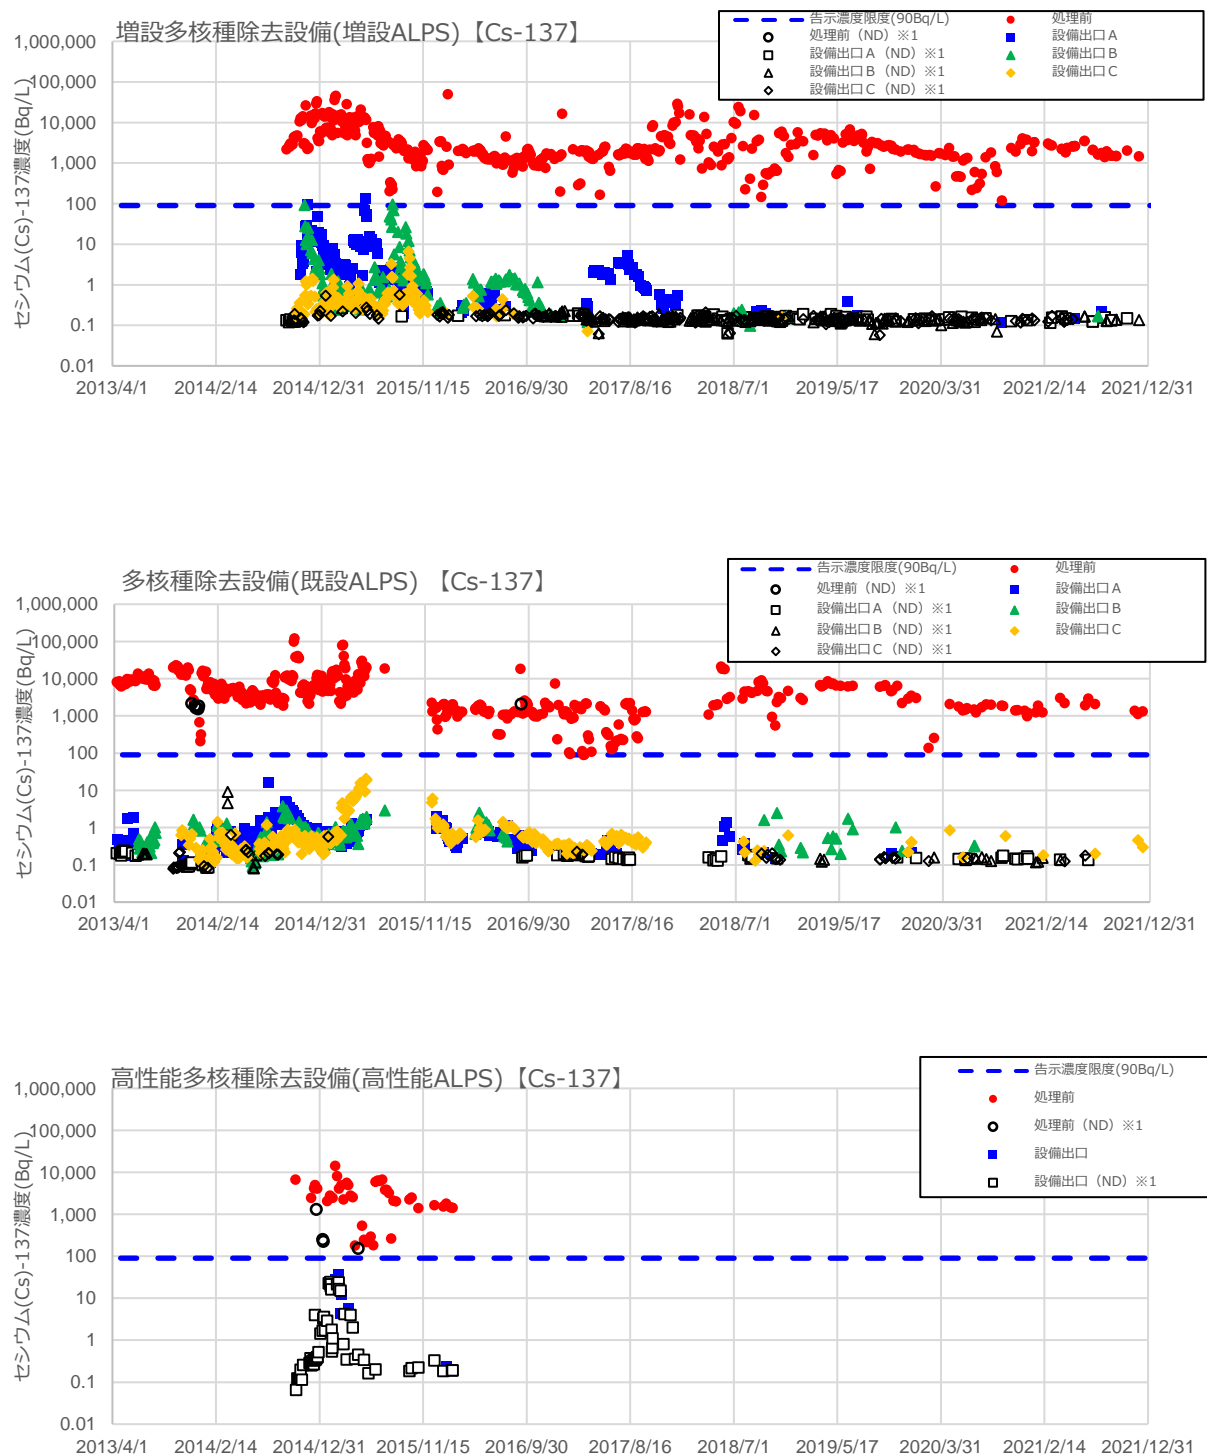 増設多核種除去設備(増設ALPS)【Cs-137】
告示濃度限度(90Bq/L)
処理前
処理前（ND）※1
設備出口A
設備出口A（ND）※1
設備出口B
設備出口B（ND）※1
設備出口C
設備出口C（ND）※1
セシウム(Cs)-137濃度(Bq/L)
1,000,000
100,000
10,000
1,000
100
10
1
0.1
0.01
2013/4/1 2014/2/14 2014/12/31 2015/11/15 2016/9/30 2017/8/16 2018/7/1 2019/5/17 2020/3/31 2021/2/14 2021/12/31
多核種除去設備(既設ALPS) 【Cs-137】
告示濃度限度(90Bq/L)
処理前
処理前（ND）※1
設備出口A
設備出口A（ND）※1
設備出口B
設備出口B（ND）※1
設備出口C
設備出口C（ND）※1
セシウム(Cs)-137濃度(Bq/L)
1,000,000
100,000
10,000
1,000
100
10
1
0.1
0.01
2013/4/1 2014/2/14 2014/12/31 2015/11/15 2016/9/30 2017/8/16 2018/7/1 2019/5/17 2020/3/31 2021/2/14 2021/12/31
高性能多核種除去設備(高性能ALPS)【Cs-137】
告示濃度限度(90Bq/L)
処理前
処理前（ND）※1
設備出口
設備出口（ND）※1
セシウム(Cs)-137濃度(Bq/L)
1,000,000
100,000
10,000
1,000
100
10
1
0.1
0.01
2013/4/1 2014/2/14 2014/12/31 2015/11/15 2016/9/30 2017/8/16 2018/7/1 2019/5/17 2020/3/31 2021/2/14 2021/12/31